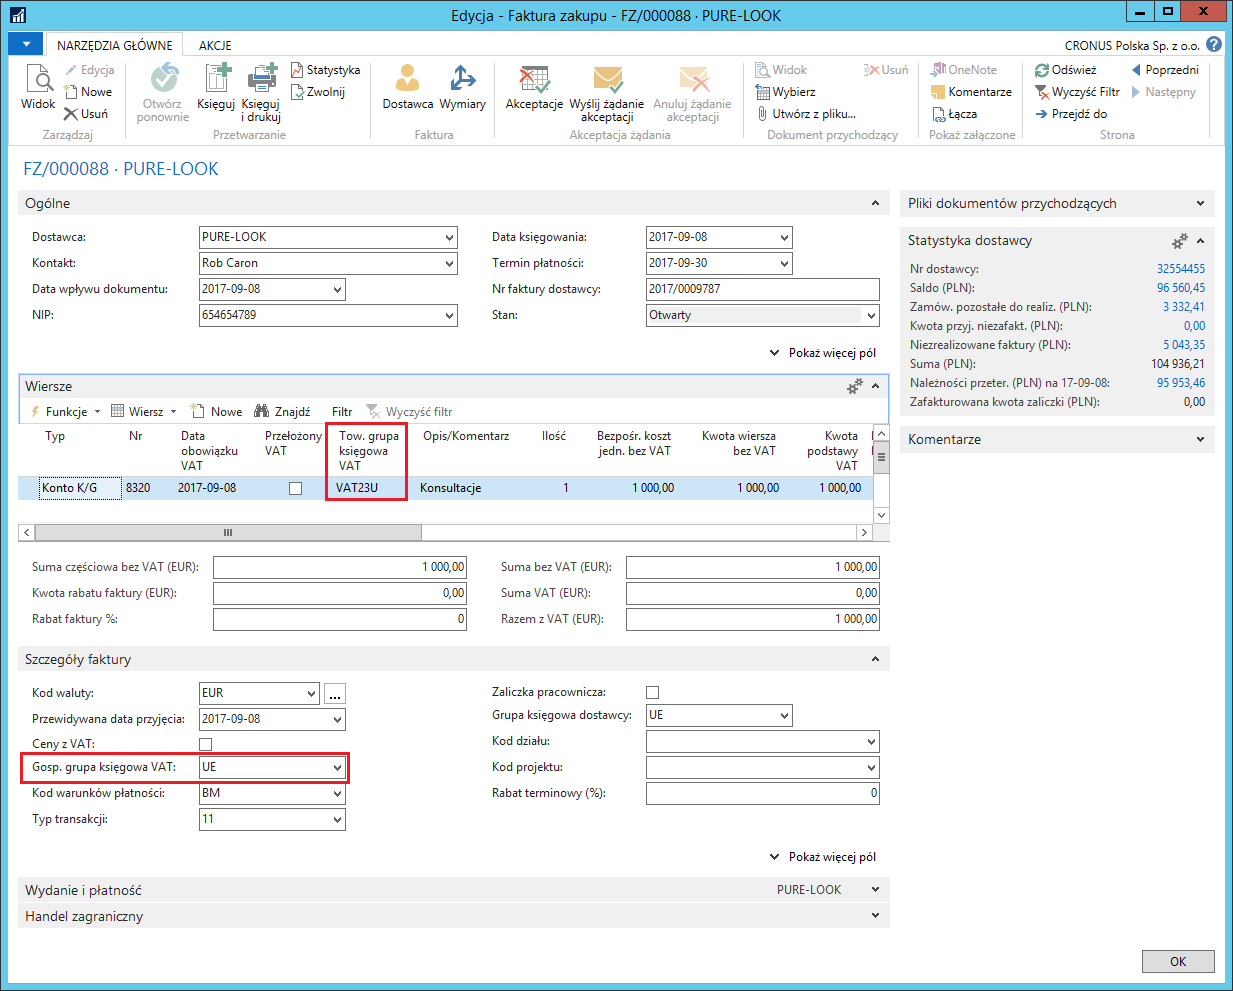 Edycja - Faktura zakupu - FZ/000088 · PURE-LOOK
NARZĘDZIA GŁÓWNE
AKCJE
CRONUS Polska Sp. z o.o.
Widok
Edycja
Nowe
Usuń
Zarządzaj
Otwórz ponownie
Księguj
Księguj i drukuj
Przetwarzanie
Statystyka
Zwolnij
Dostawca
Wymiary
Faktura
Akceptacje
Wyślij żądanie akceptacji
Anuluj żądanie akceptacji
Akceptacja żądania
Widok
Usuń
Wybierz
Utwórz z pliku...
Dokument przychodzący
OneNote
Komentarze
Łącza
Pokaż załączone
Odśwież
Wyczyść Filtr
Przejdź do
Poprzedni
Następny
Strona
FZ/000088 · PURE-LOOK
Ogólne
Dostawca: PURE-LOOK
Kontakt: Rob Caron
Data wpływu dokumentu: 2017-09-08
NIP: 654654789
Data księgowania: 2017-09-08
Termin płatności: 2017-09-30
Nr faktury dostawcy: 2017/0009787
Stan: Otwarty
Pokaż więcej pól
Wiersze
Funkcje
Wiersz
Nowe
Znajdź
Filtr
Wyczyść filtr
Typ
Nr
Data obowiązku VAT
Przełożony VAT
Tow. grupa księgowa VAT
Opis/Komentarz
Ilość
Bezpośr. koszt jedn. bez VAT
Kwota wiersza bez VAT
Kwota podstawy VAT
Konto K/G 8320 2017-09-08 VAT23U Konsultacje 1 1 000,00 1 000,00 1 000,00
Suma częściowa bez VAT (EUR): 1 000,00
Kwota rabatu faktury (EUR): 0,00
Rabat faktury %: 0
Suma bez VAT (EUR): 1 000,00
Suma VAT (EUR): 0,00
Razem z VAT (EUR): 1 000,00
Szczegóły faktury
Kod waluty: EUR ...
Przewidywana data przyjęcia: 2017-09-08
Ceny z VAT:
Gosp. grupa księgowa VAT: UE
Kod warunków płatności: BM
Typ transakcji: 11
Zaliczka pracownicza:
Grupa księgowa dostawcy: UE
Kod działu:
Kod projektu:
Rabat terminowy (%): 0
Pokaż więcej pól
Wydanie i płatność PURE-LOOK
Handel zagraniczny
Pliki dokumentów przychodzących
Statystyka dostawcy
Nr dostawcy: 32554455
Saldo (PLN): 96 560,45
Zamów. pozostałe do realiz. (PLN): 3 332,41
Kwota przyj. niezafakt. (PLN): 0,00
Niezrealizowane faktury (PLN): 5 043,35
Suma (PLN): 104 936,21
Należności przeter. (PLN) na 17-09-08: 95 953,46
Zafakturowana kwota zaliczki (PLN): 0,00
Komentarze
OK